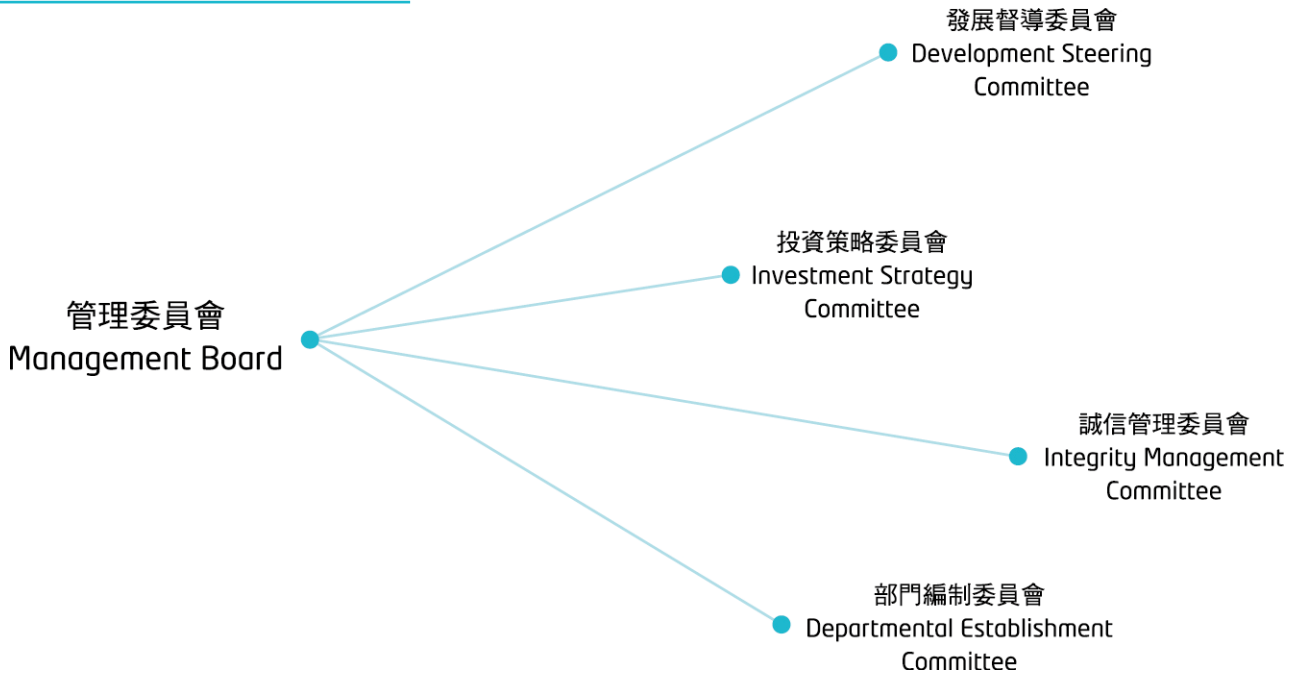 發展督導委員會
Development Steering
Committee
投資策略委員會
Investment Strategy
Committee
管理委員會
Management Board
誠信管理委員會
Integrity Management
Committee
部門編制委員會
Departmental Establishment
Committee